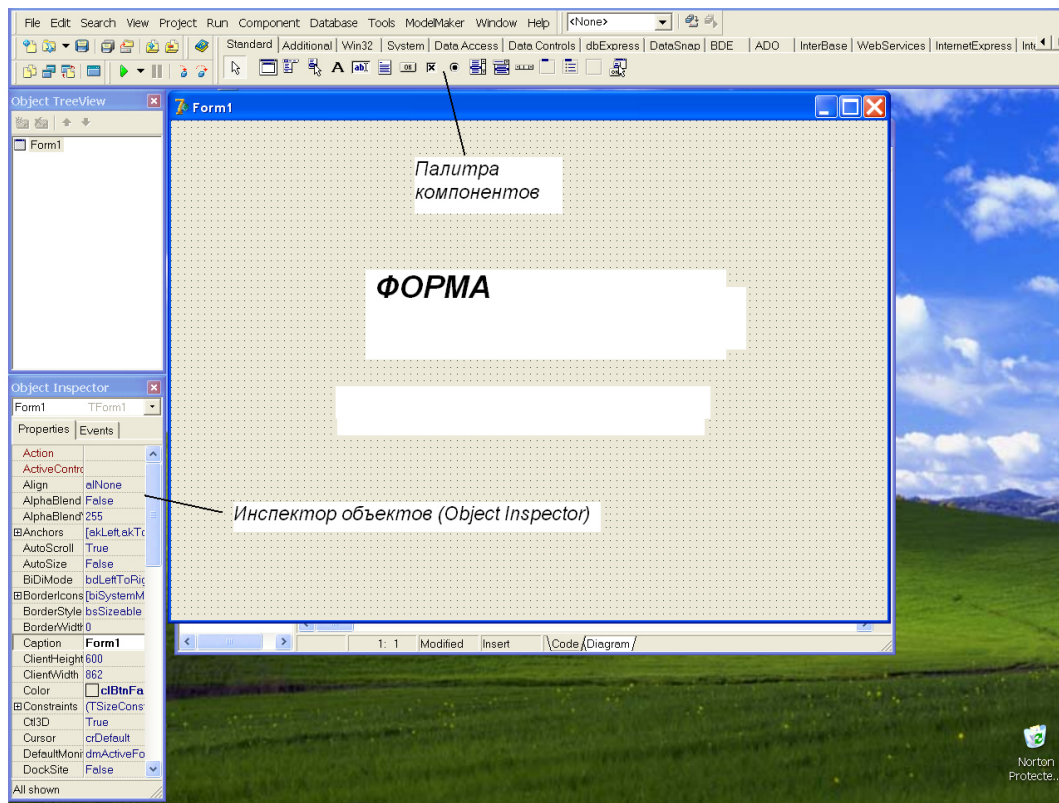 File Edit Search View Project Run Component Database Tools ModelMaker Window Help <None>
Standard Additional Win32 System Data Access Data Controls dbExpress DataSnap BDE ADO InterBase WebServices InternetExpress
Object TreeView
Form1
Form1
Палитра
компонентов
ФОРМА
Инспектор объектов (Object Inspector)
Object Inspector
Form1 TForm1
Properties Events
Action
ActiveContro
Align alNone
AlphaBlend False
AlphaBlendV 255
Anchors [akLeft,akTo
AutoScroll True
AutoSize False
BiDiMode bdLeftToRig
BorderIcons [biSystemM
BorderStyle bsSizeable
BorderWidth 0
Caption Form1
ClientHeight 600
ClientWidth 862
Color clBtnFa
Constraints (TSizeCons
Ctl3D True
Cursor crDefault
DefaultMoni dmActiveFo
DockSite False
All shown
1: 1 Modified Insert Code Diagram
Norton
Protecte...